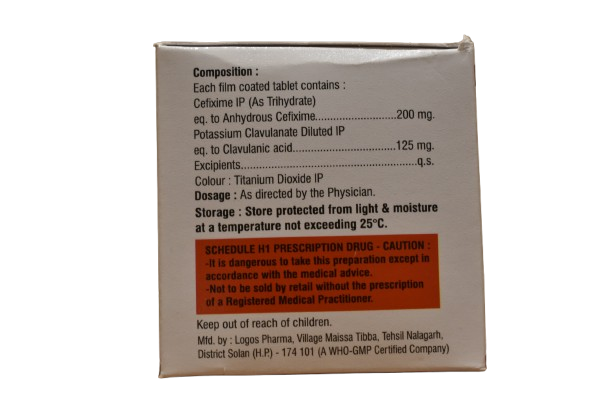 Composition :
Each film coated tablet contains :
Cefixime IP (As Trihydrate)
eq. to Anhydrous Cefixime..........................200 mg.
Potassium Clavulanate Diluted IP
eq. to Clavulanic acid.................................125 mg.
Excipients........................................................q.s.
Colour : Titanium Dioxide IP
Dosage : As directed by the Physician.
Storage : Store protected from light & moisture
at a temperature not exceeding 25°C.
SCHEDULE H1 PRESCRIPTION DRUG - CAUTION :
-It is dangerous to take this preparation except in
accordance with the medical advice.
-Not to be sold by retail without the prescription
of a Registered Medical Practitioner.
Keep out of reach of children.
Mfd. by : Logos Pharma, Village Maissa Tibba, Tehsil Nalagarh,
District Solan (H.P.) - 174 101 (A WHO-GMP Certified Company)